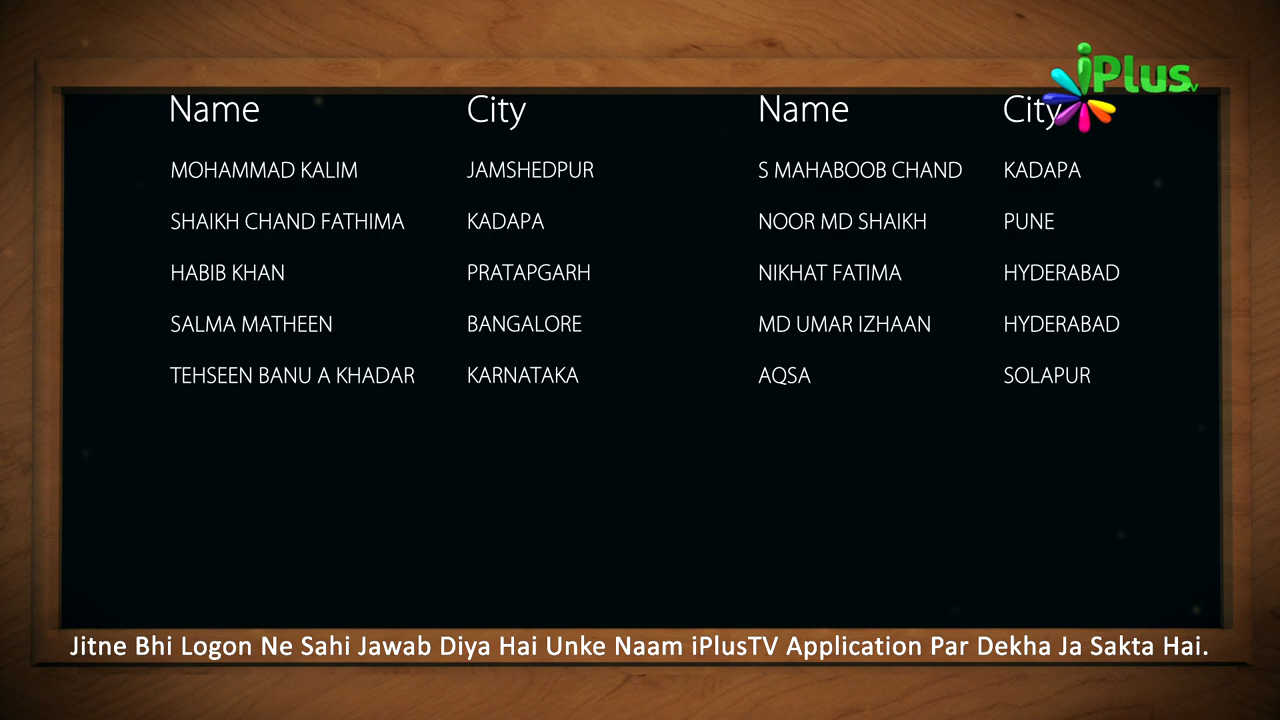 iPlus TV
Name City Name City
MOHAMMAD KALIM JAMSHEDPUR S MAHABOOB CHAND KADAPA
SHAIKH CHAND FATHIMA KADAPA NOOR MD SHAIKH PUNE
HABIB KHAN PRATAPGARH NIKHAT FATIMA HYDERABAD
SALMA MATHEEN BANGALORE MD UMAR IZHAAN HYDERABAD
TEHSEEN BANU A KHADAR KARNATAKA AQSA SOLAPUR
Jitne Bhi Logon Ne Sahi Jawab Diya Hai Unke Naam iPlusTV Application Par Dekha Ja Sakta Hai.